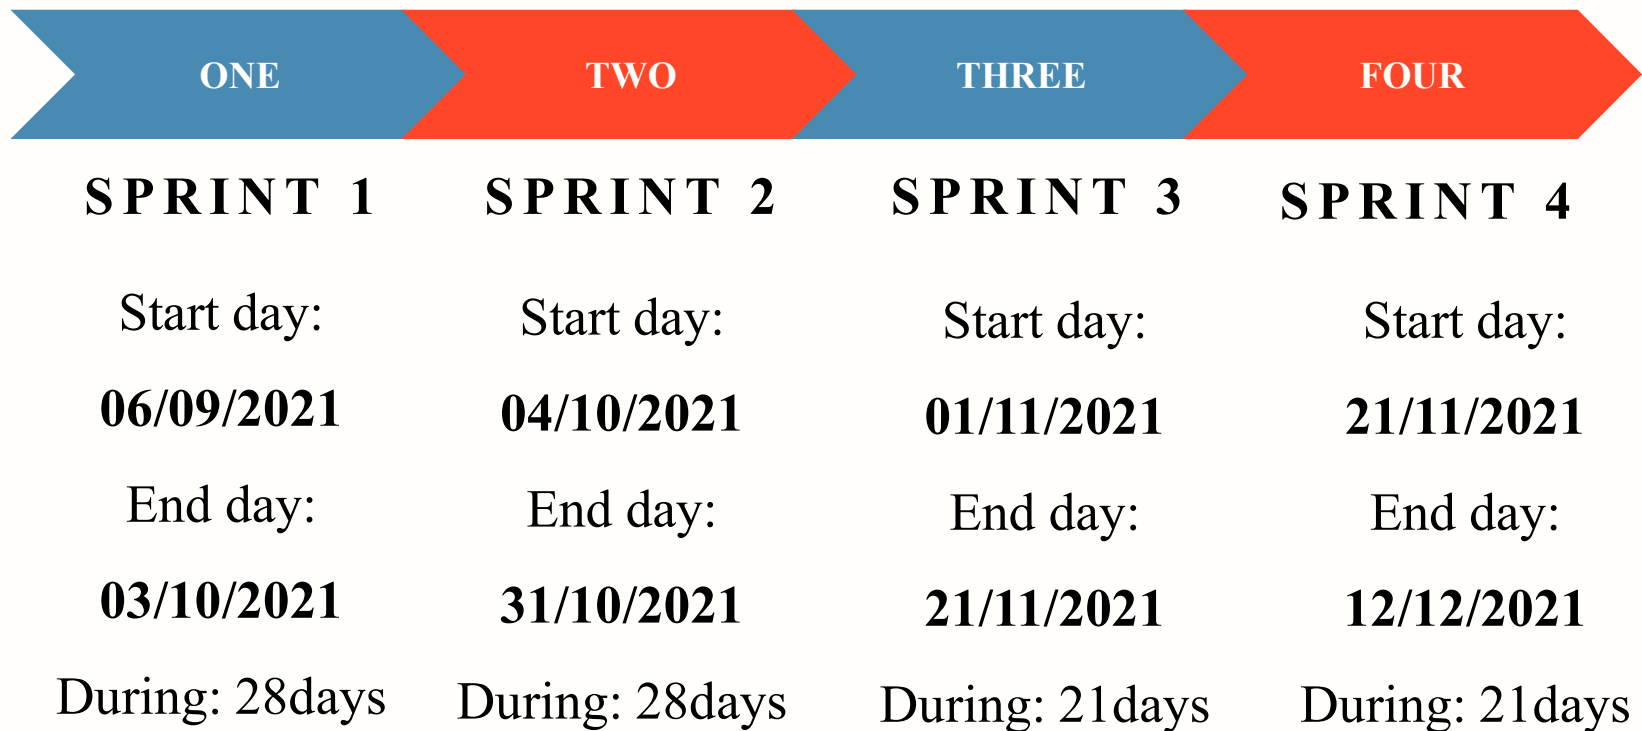 ONE
TWO
THREE
FOUR
SPRINT 1
Start day:
06/09/2021
End day:
03/10/2021
During: 28days
SPRINT 2
Start day:
04/10/2021
End day:
31/10/2021
During: 28days
SPRINT 3
Start day:
01/11/2021
End day:
21/11/2021
During: 21days
SPRINT 4
Start day:
21/11/2021
End day:
12/12/2021
During: 21days